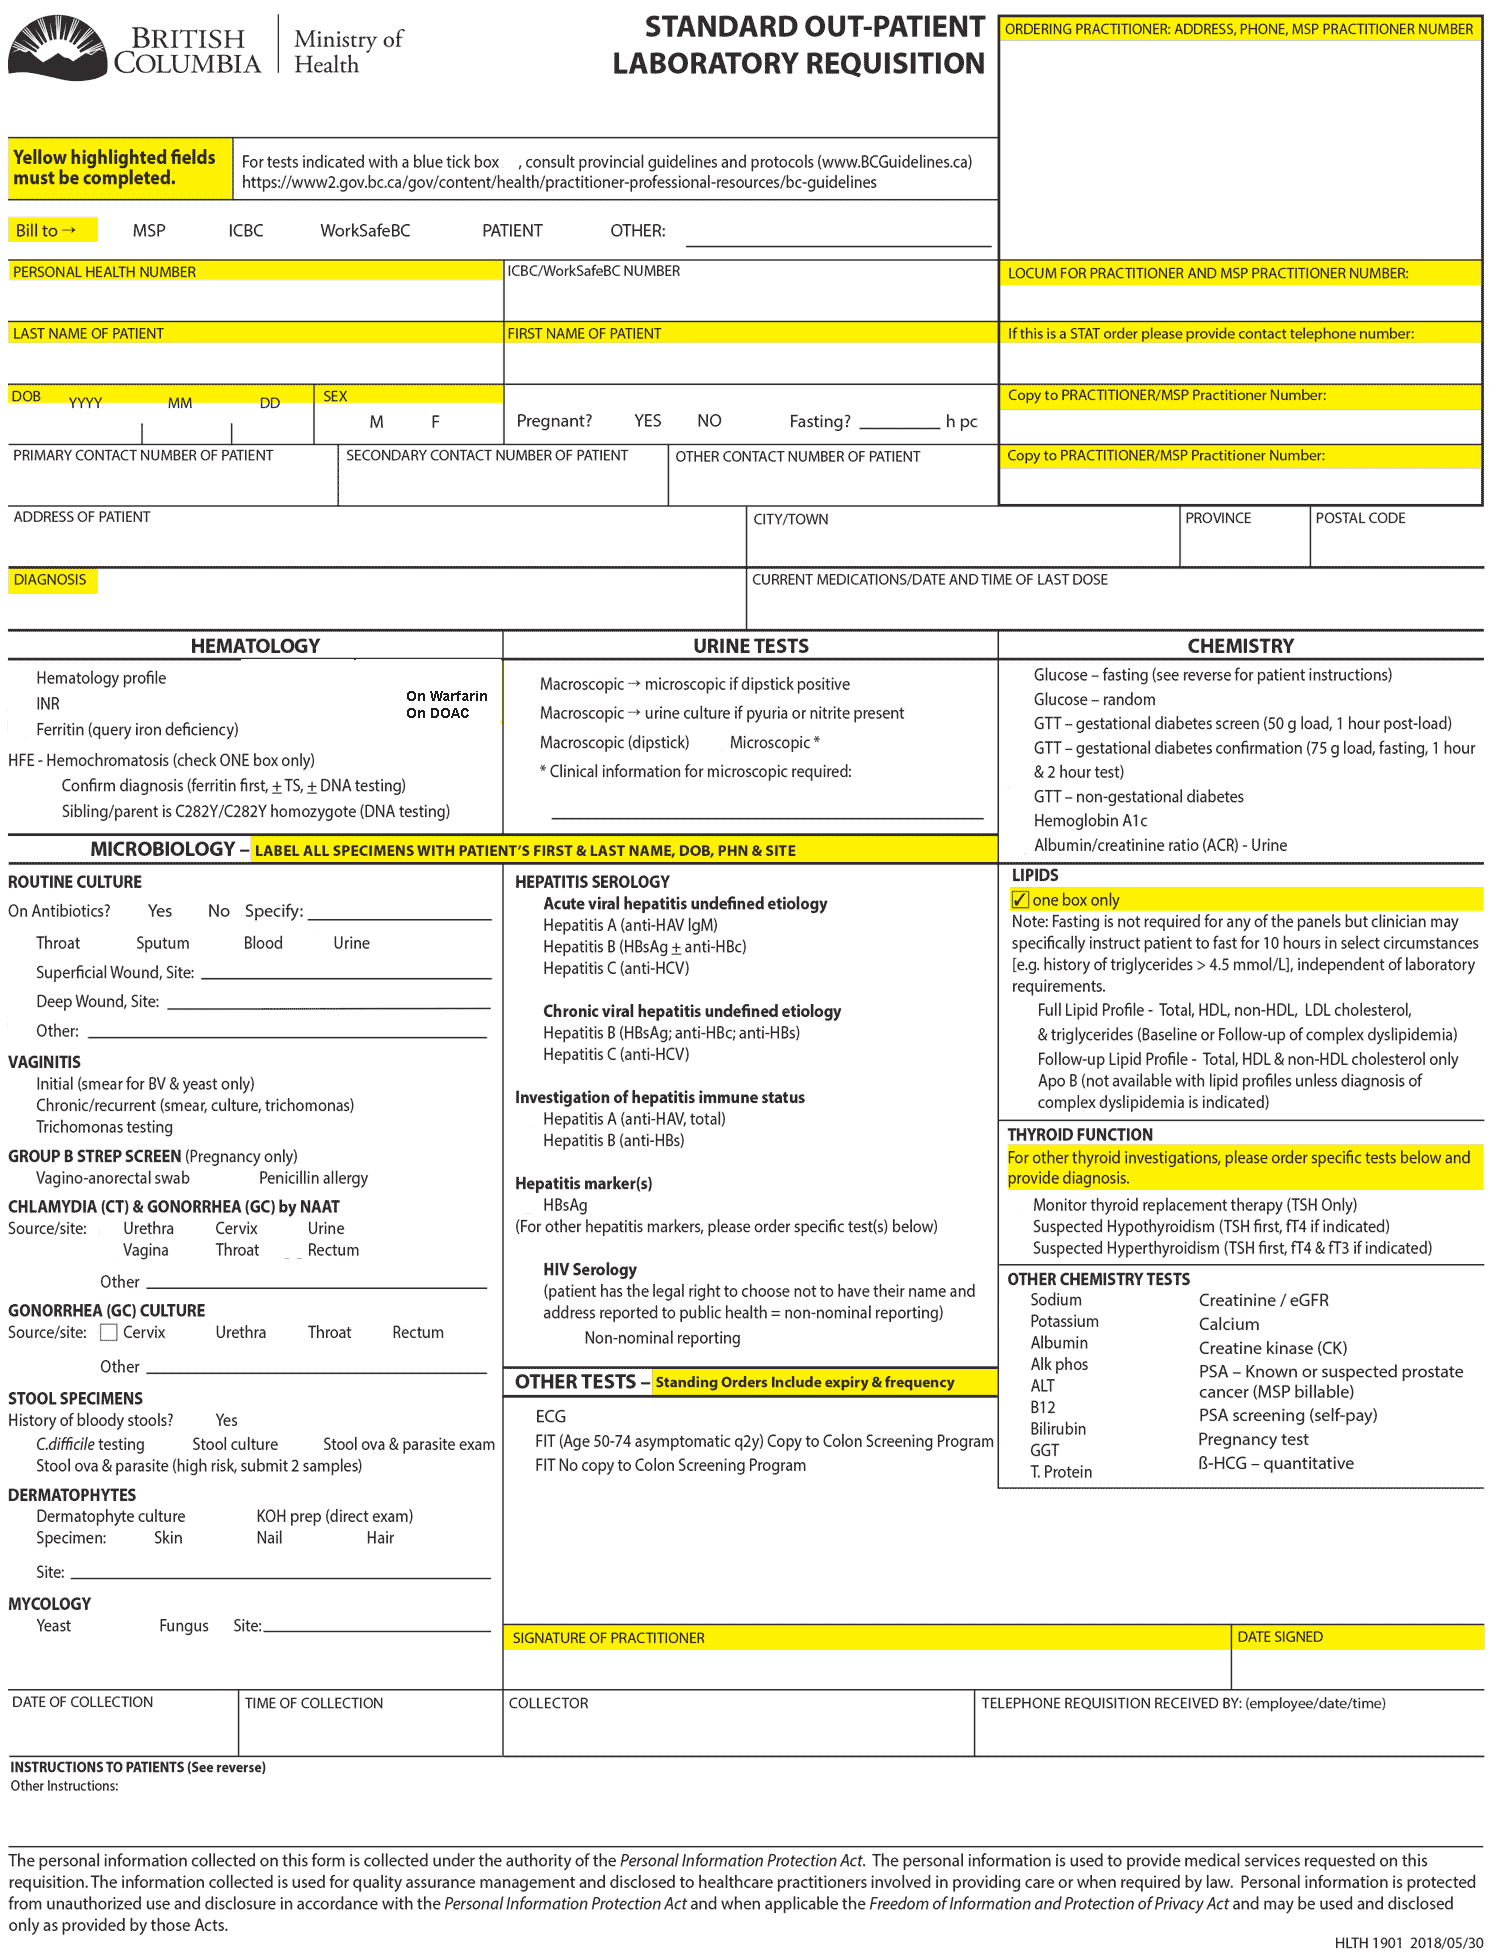 BRITISH
COLUMBIA
Ministry of
Health
STANDARD OUT-PATIENT
LABORATORY REQUISITION
ORDERING PRACTITIONER: ADDRESS, PHONE, MSP PRACTITIONER NUMBER
Yellow highlighted fields
must be completed.
For tests indicated with a blue tick box , consult provincial guidelines and protocols (www.BCGuidelines.ca)
https://www2.gov.bc.ca/gov/content/health/practitioner-professional-resources/bc-guidelines
Bill to → MSP ICBC WorkSafeBC PATIENT OTHER:
PERSONAL HEALTH NUMBER
ICBC/WorkSafeBC NUMBER
LOCUM FOR PRACTITIONER AND MSP PRACTITIONER NUMBER:
LAST NAME OF PATIENT
FIRST NAME OF PATIENT
If this is a STAT order please provide contact telephone number:
DOB YYYY MM DD
SEX
M F
Pregnant? YES NO Fasting? h pc
Copy to PRACTITIONER/MSP Practitioner Number:
PRIMARY CONTACT NUMBER OF PATIENT
SECONDARY CONTACT NUMBER OF PATIENT
OTHER CONTACT NUMBER OF PATIENT
Copy to PRACTITIONER/MSP Practitioner Number:
ADDRESS OF PATIENT
CITY/TOWN
PROVINCE
POSTAL CODE
DIAGNOSIS
CURRENT MEDICATIONS/DATE AND TIME OF LAST DOSE
HEMATOLOGY
Hematology profile
INR
On Warfarin
On DOAC
Ferritin (query iron deficiency)
HFE - Hemochromatosis (check ONE box only)
Confirm diagnosis (ferritin first, ± TS, ± DNA testing)
Sibling/parent is C282Y/C282Y homozygote (DNA testing)
URINE TESTS
Macroscopic → microscopic if dipstick positive
Macroscopic → urine culture if pyuria or nitrite present
Macroscopic (dipstick) Microscopic *
* Clinical information for microscopic required:
CHEMISTRY
Glucose – fasting (see reverse for patient instructions)
Glucose – random
GTT – gestational diabetes screen (50 g load, 1 hour post-load)
GTT – gestational diabetes confirmation (75 g load, fasting, 1 hour
& 2 hour test)
GTT – non-gestational diabetes
Hemoglobin A1c
Albumin/creatinine ratio (ACR) - Urine
MICROBIOLOGY – LABEL ALL SPECIMENS WITH PATIENT'S FIRST & LAST NAME, DOB, PHN & SITE
ROUTINE CULTURE
On Antibiotics? Yes No Specify:
Throat Sputum Blood Urine
Superficial Wound, Site:
Deep Wound, Site:
Other:
VAGINITIS
Initial (smear for BV & yeast only)
Chronic/recurrent (smear, culture, trichomonas)
Trichomonas testing
GROUP B STREP SCREEN (Pregnancy only)
Vagino-anorectal swab Penicillin allergy
CHLAMYDIA (CT) & GONORRHEA (GC) by NAAT
Source/site: Urethra Cervix Urine
Vagina Throat Rectum
Other
GONORRHEA (GC) CULTURE
Source/site: Cervix Urethra Throat Rectum
Other
STOOL SPECIMENS
History of bloody stools? Yes
C.difficile testing Stool culture Stool ova & parasite exam
Stool ova & parasite (high risk, submit 2 samples)
DERMATOPHYTES
Dermatophyte culture KOH prep (direct exam)
Specimen: Skin Nail Hair
Site:
MYCOLOGY
Yeast Fungus Site:
HEPATITIS SEROLOGY
Acute viral hepatitis undefined etiology
Hepatitis A (anti-HAV IgM)
Hepatitis B (HBsAg ± anti-HBc)
Hepatitis C (anti-HCV)
Chronic viral hepatitis undefined etiology
Hepatitis B (HBsAg; anti-HBc; anti-HBs)
Hepatitis C (anti-HCV)
Investigation of hepatitis immune status
Hepatitis A (anti-HAV, total)
Hepatitis B (anti-HBs)
Hepatitis marker(s)
HBsAg
(For other hepatitis markers, please order specific test(s) below)
HIV Serology
(patient has the legal right to choose not to have their name and
address reported to public health = non-nominal reporting)
Non-nominal reporting
OTHER TESTS – Standing Orders Include expiry & frequency
ECG
FIT (Age 50-74 asymptomatic q2y) Copy to Colon Screening Program
FIT No copy to Colon Screening Program
LIPIDS
✓ one box only
Note: Fasting is not required for any of the panels but clinician may
specifically instruct patient to fast for 10 hours in select circumstances
[e.g. history of triglycerides > 4.5 mmol/L], independent of laboratory
requirements.
Full Lipid Profile - Total, HDL, non-HDL, LDL cholesterol,
& triglycerides (Baseline or Follow-up of complex dyslipidemia)
Follow-up Lipid Profile - Total, HDL & non-HDL cholesterol only
Apo B (not available with lipid profiles unless diagnosis of
complex dyslipidemia is indicated)
THYROID FUNCTION
For other thyroid investigations, please order specific tests below and
provide diagnosis.
Monitor thyroid replacement therapy (TSH Only)
Suspected Hypothyroidism (TSH first, fT4 if indicated)
Suspected Hyperthyroidism (TSH first, fT4 & fT3 if indicated)
OTHER CHEMISTRY TESTS
Sodium
Potassium
Albumin
Alk phos
ALT
B12
Bilirubin
GGT
T. Protein
Creatinine / eGFR
Calcium
Creatine kinase (CK)
PSA – Known or suspected prostate
cancer (MSP billable)
PSA screening (self-pay)
Pregnancy test
ß-HCG – quantitative
SIGNATURE OF PRACTITIONER
DATE SIGNED
DATE OF COLLECTION
TIME OF COLLECTION
COLLECTOR
TELEPHONE REQUISITION RECEIVED BY: (employee/date/time)
INSTRUCTIONS TO PATIENTS (See reverse)
Other Instructions:
The personal information collected on this form is collected under the authority of the Personal Information Protection Act. The personal information is used to provide medical services requested on this
requisition. The information collected is used for quality assurance management and disclosed to healthcare practitioners involved in providing care or when required by law. Personal information is protected
from unauthorized use and disclosure in accordance with the Personal Information Protection Act and when applicable the Freedom of Information and Protection of Privacy Act and may be used and disclosed
only as provided by those Acts.
HLTH 1901 2018/05/30